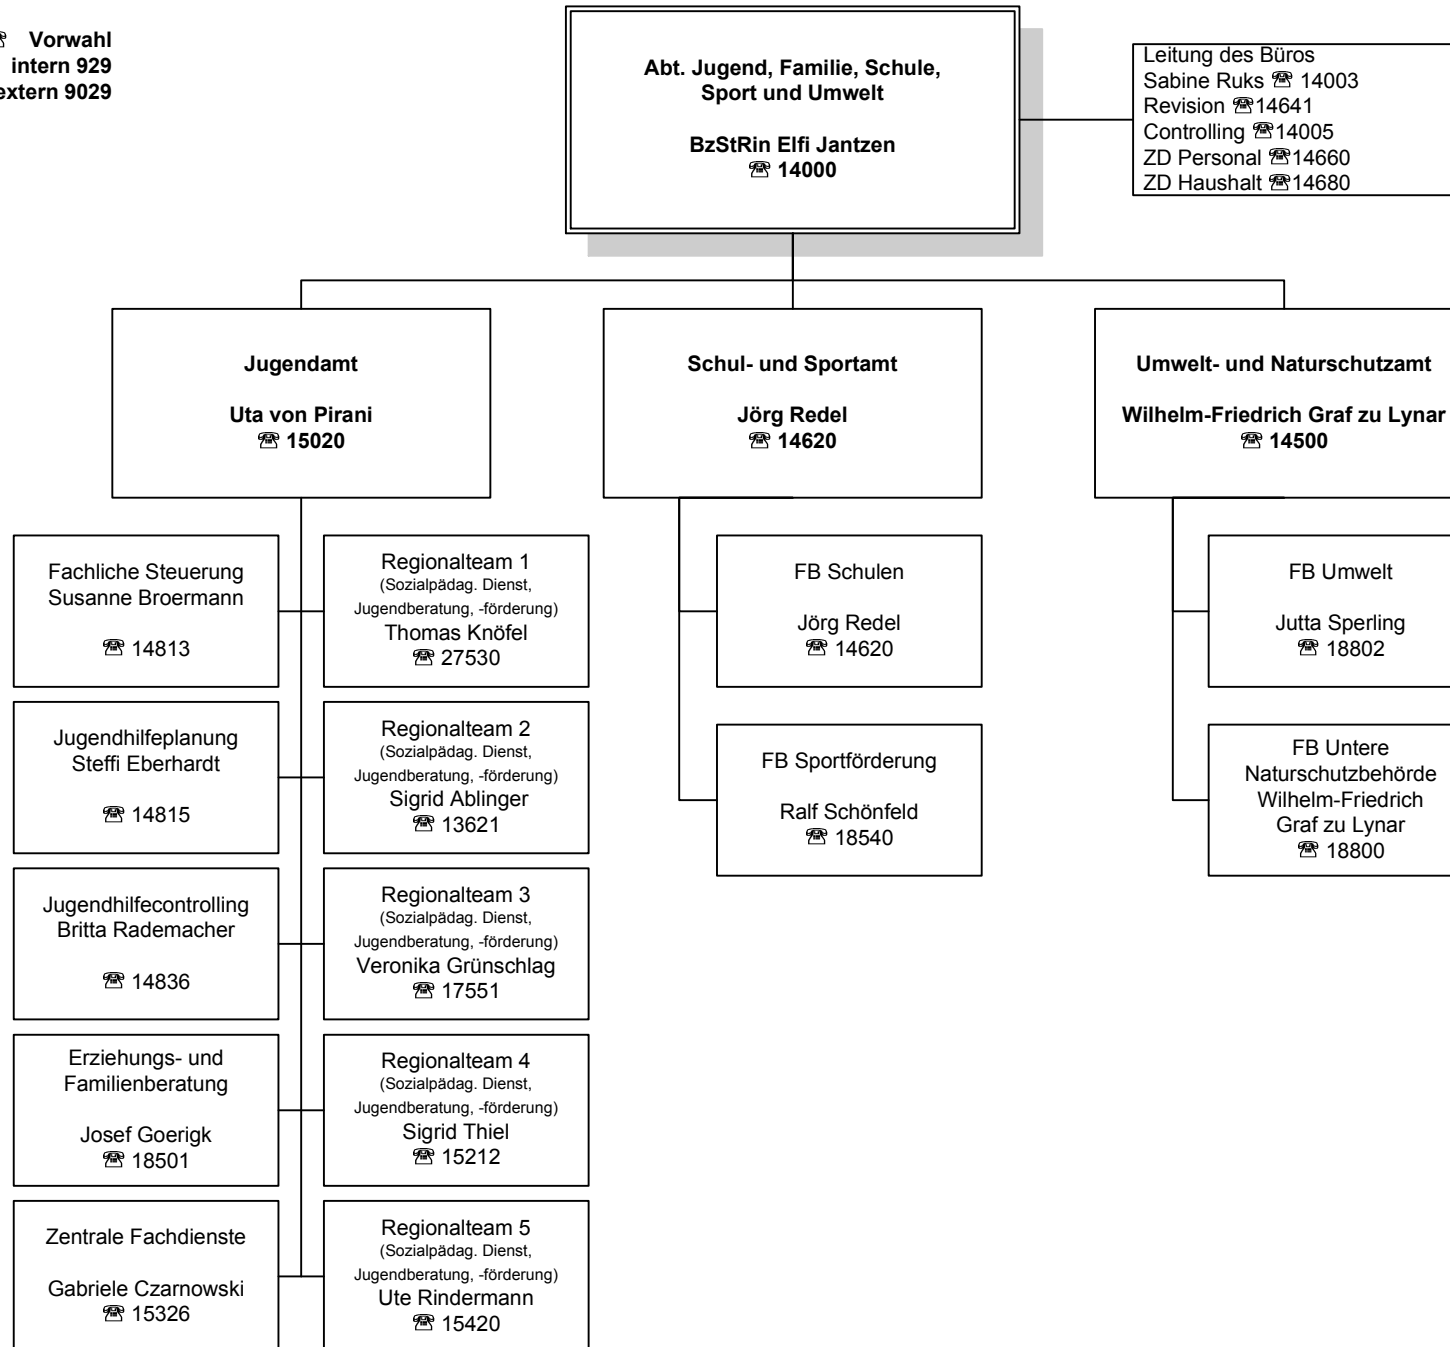 ☎ Vorwahl
intern 929
extern 9029
Abt. Jugend, Familie, Schule,
Sport und Umwelt
BzStRin Elfi Jantzen
☎ 14000
Leitung des Büros
Sabine Ruks ☎ 14003
Revision ☎14641
Controlling ☎14005
ZD Personal ☎14660
ZD Haushalt ☎14680
Jugendamt
Uta von Pirani
☎ 15020
Schul- und Sportamt
Jörg Redel
☎ 14620
Umwelt- und Naturschutzamt
Wilhelm-Friedrich Graf zu Lynar
☎ 14500
Fachliche Steuerung
Susanne Broermann
☎ 14813
Regionalteam 1
(Sozialpädag. Dienst,
Jugendberatung, -förderung)
Thomas Knöfel
☎ 27530
FB Schulen
Jörg Redel
☎ 14620
FB Umwelt
Jutta Sperling
☎ 18802
Jugendhilfeplanung
Steffi Eberhardt
☎ 14815
Regionalteam 2
(Sozialpädag. Dienst,
Jugendberatung, -förderung)
Sigrid Ablinger
☎ 13621
FB Sportförderung
Ralf Schönfeld
☎ 18540
FB Untere
Naturschutzbehörde
Wilhelm-Friedrich
Graf zu Lynar
☎ 18800
Jugendhilfecontrolling
Britta Rademacher
☎ 14836
Regionalteam 3
(Sozialpädag. Dienst,
Jugendberatung, -förderung)
Veronika Grünschlag
☎ 17551
Erziehungs- und
Familienberatung
Josef Goerigk
☎ 18501
Regionalteam 4
(Sozialpädag. Dienst,
Jugendberatung, -förderung)
Sigrid Thiel
☎ 15212
Zentrale Fachdienste
Gabriele Czarnowski
☎ 15326
Regionalteam 5
(Sozialpädag. Dienst,
Jugendberatung, -förderung)
Ute Rindermann
☎ 15420